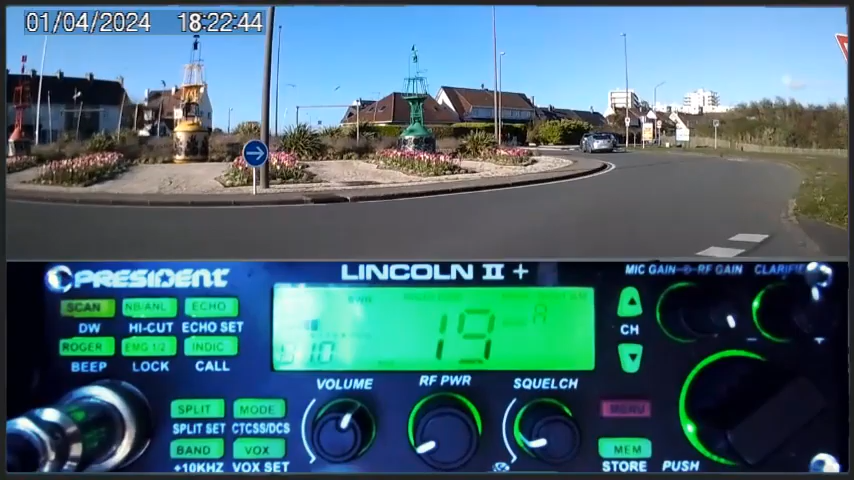 01/04/2024 18:22:44
PRESIDENT LINCOLN II + MIC GAIN RF GAIN CLARIFIER
SCAN NB/ANL ECHO
DW HI-CUT ECHO SET
ROGER EMG 1/2 INDIC
BEEP LOCK CALL
19
CH
VOLUME RF PWR SQUELCH
SPLIT MODE
SPLIT SET CTCSS/DCS
MENU
BAND VOX MEM
+10KHZ VOX SET STORE PUSH